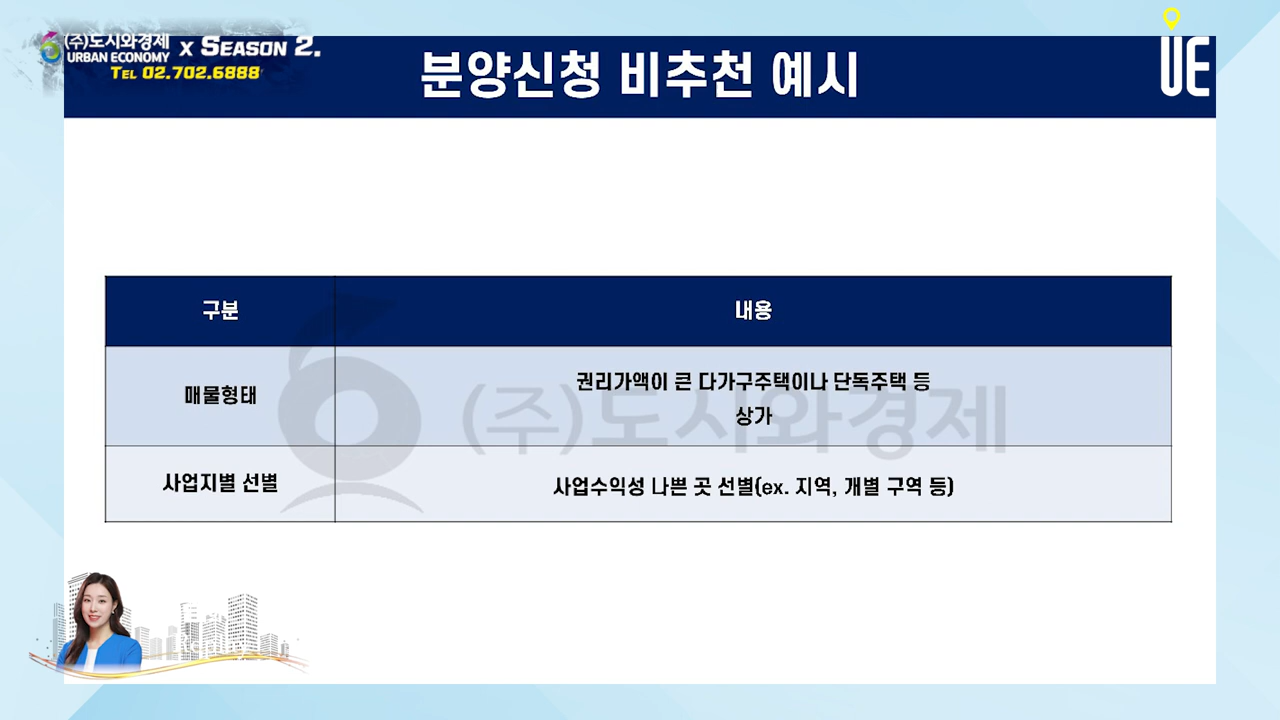 (주)도시와경제
URBAN ECONOMY
x SEASON 2.
TEL 02.702.6888
분양신청 비추천 예시
UE
구분
내용
매물형태
권리가액이 큰 다가구주택이나 단독주택 등
상가
(주)도시와경제
사업지별 선별
사업수익성 나쁜 곳 선별(ex. 지역, 개별 구역 등)